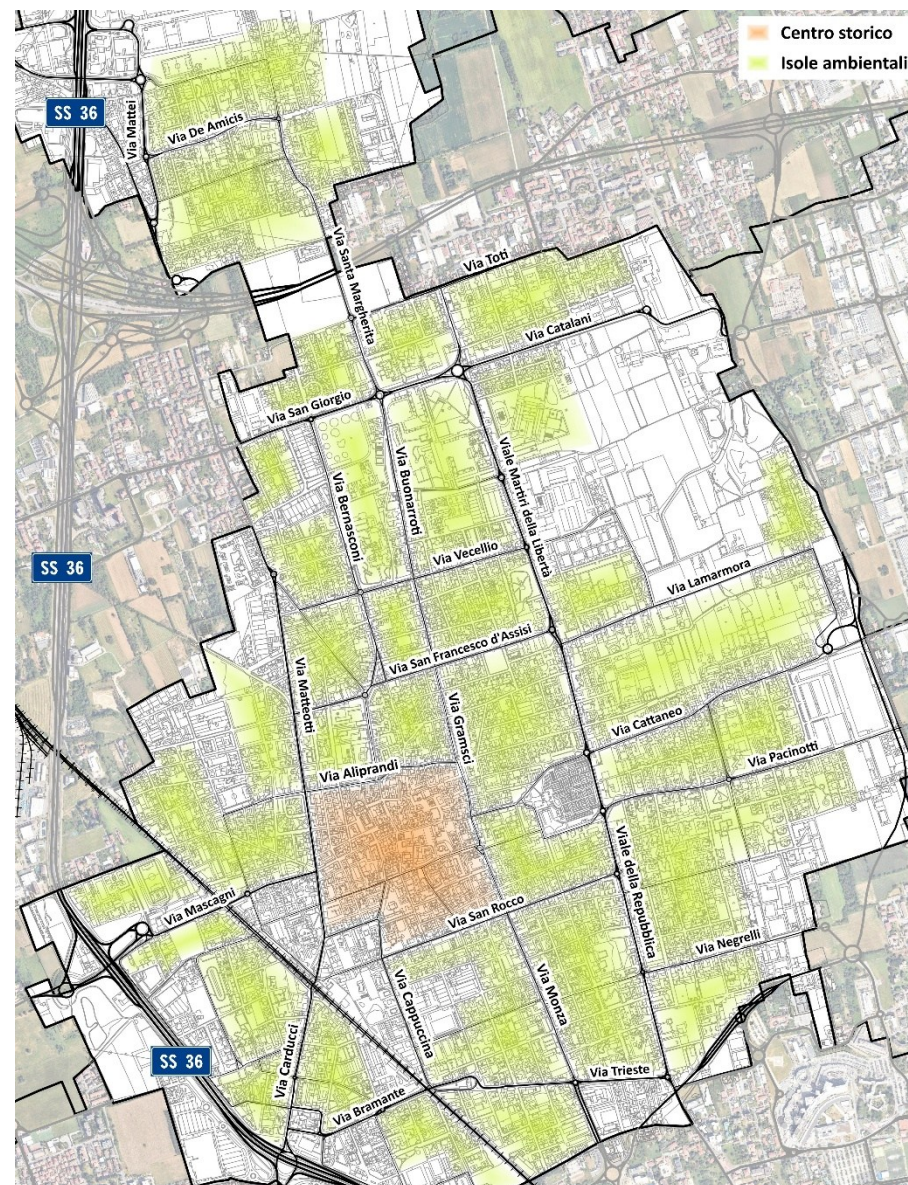 Centro storico
Isole ambientali
SS 36
Via Mattei
Via De Amicis
Via Santa Margherita
Via Toti
Via Catalani
Via San Giorgio
Via Bernasconi
Via Buonarroti
Viale Martiri della Libertà
Via Vecellio
SS 36
Via Lamarmora
Via San Francesco d'Assisi
Via Matteotti
Via Gramsci
Via Cattaneo
Via Aliprandi
Via Pacinotti
Via Mascagni
Via San Rocco
Viale della Repubblica
Via Negrelli
Via Cappuccina
Via Monza
Via Carducci
SS 36
Via Trieste
Via Bramante